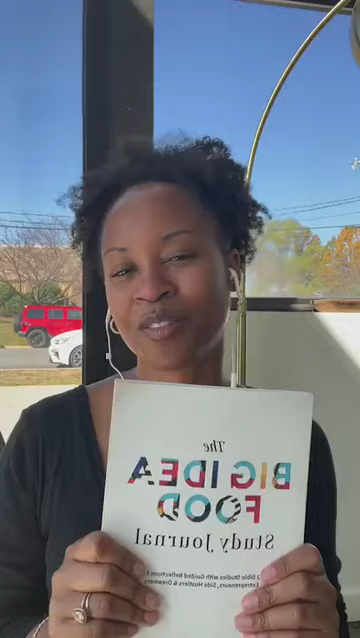 The
BIG IDEA
FOOD
Study Journal
Bible Studies with Guided Reflections
Entrepreneurs, Side Hustlers & Dreamers